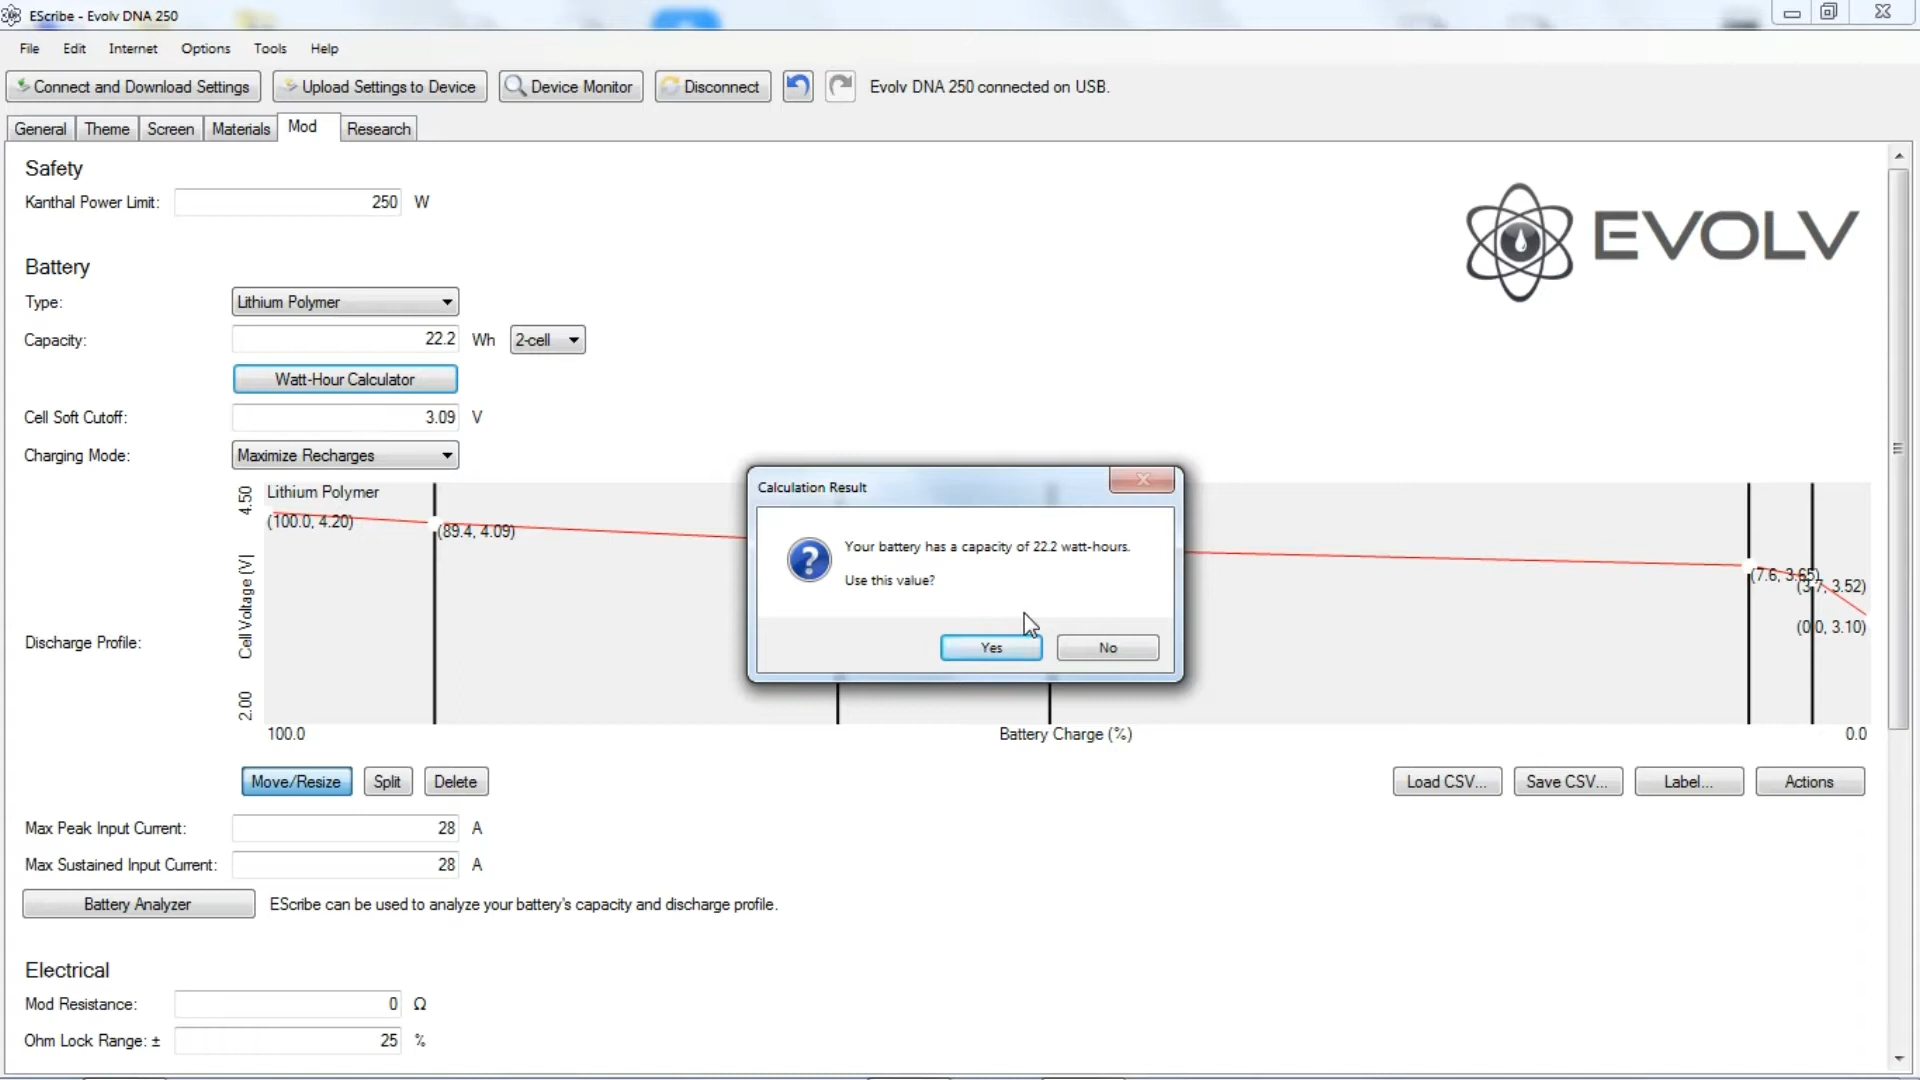 EScribe - Evolv DNA 250
File Edit Internet Options Tools Help
Connect and Download Settings Upload Settings to Device Device Monitor Disconnect Evolv DNA 250 connected on USB.
General Theme Screen Materials Mod Research
Safety
Kanthal Power Limit: 250 W
EVOLV
Battery
Type: Lithium Polymer
Capacity: 22.2 Wh 2-cell
Watt-Hour Calculator
Cell Soft Cutoff: 3.09 V
Charging Mode: Maximize Recharges
Calculation Result
Your battery has a capacity of 22.2 watt-hours.
Use this value?
Yes No
Discharge Profile:
Cell Voltage (V)
4.50
2.00
Lithium Polymer
(100.0, 4.20)
(89.4, 4.09)
(7.6, 3.65)
(3.7, 3.52)
(0.0, 3.10)
100.0 Battery Charge (%) 0.0
Move/Resize Split Delete Load CSV... Save CSV... Label... Actions
Max Peak Input Current: 28 A
Max Sustained Input Current: 28 A
Battery Analyzer EScribe can be used to analyze your battery's capacity and discharge profile.
Electrical
Mod Resistance: 0 Ω
Ohm Lock Range: ± 25 %